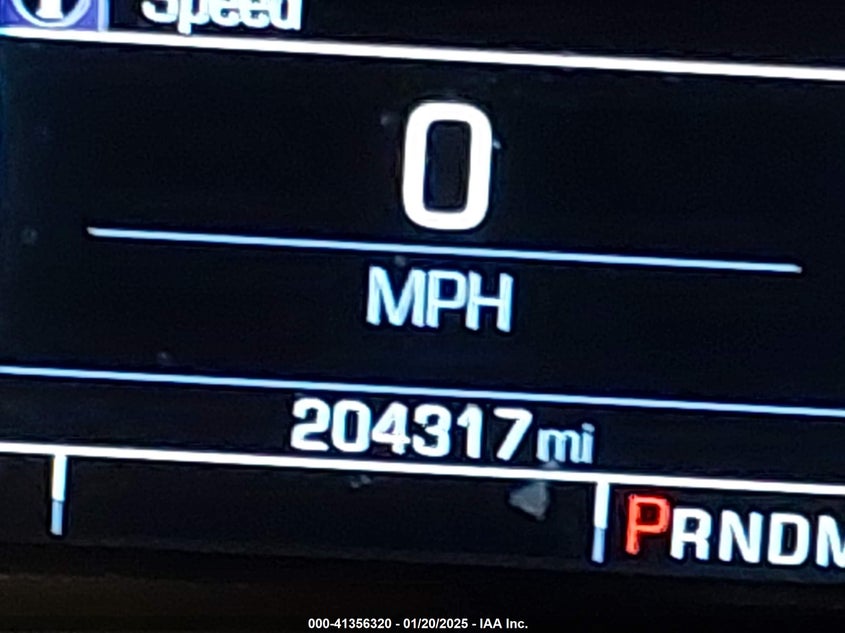 Speed
0
MPH
204317 mi
PRNDM
000-41356320 - 01/20/2025 - IAA Inc.